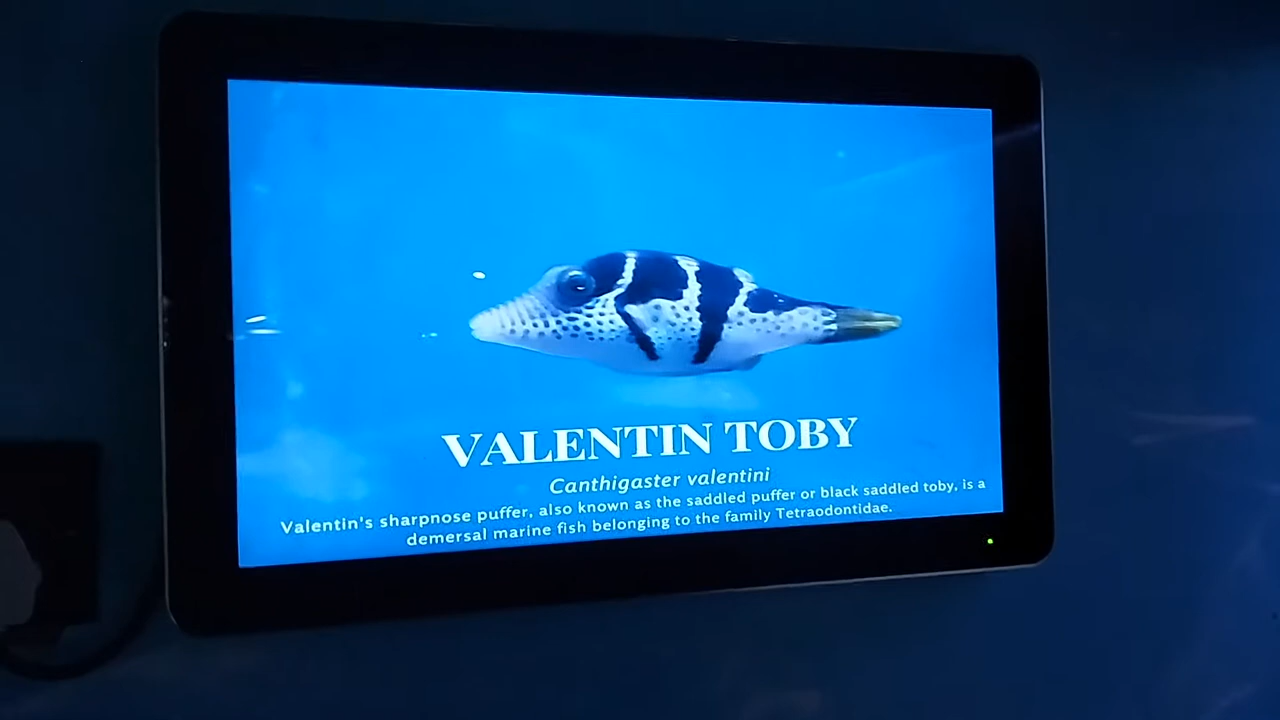 VALENTIN TOBY
Canthigaster valentini
Valentin's sharpnose puffer, also known as the saddled puffer or black saddled toby, is a
demersal marine fish belonging to the family Tetraodontidae.